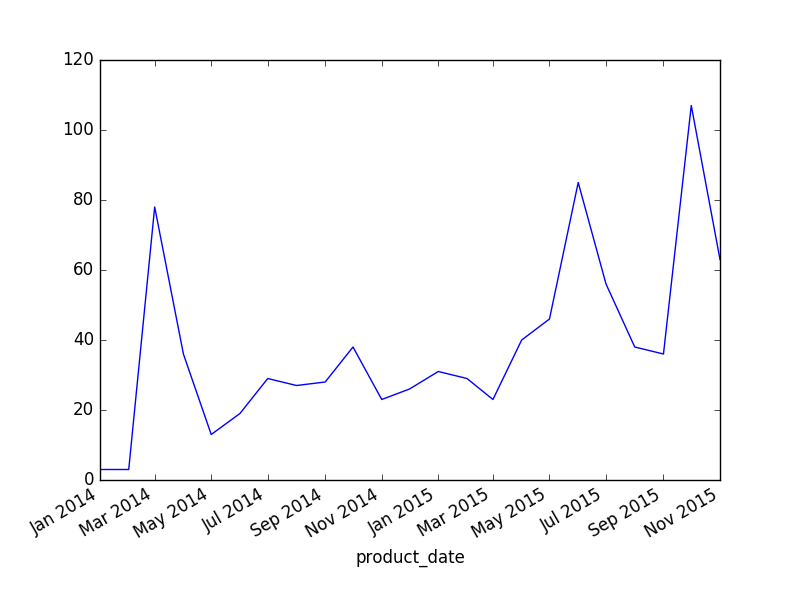 120
100
80
60
40
20
0
Jan 2014
Mar 2014
May 2014
Jul 2014
Sep 2014
Nov 2014
Jan 2015
Mar 2015
May 2015
Jul 2015
Sep 2015
Nov 2015
product_date